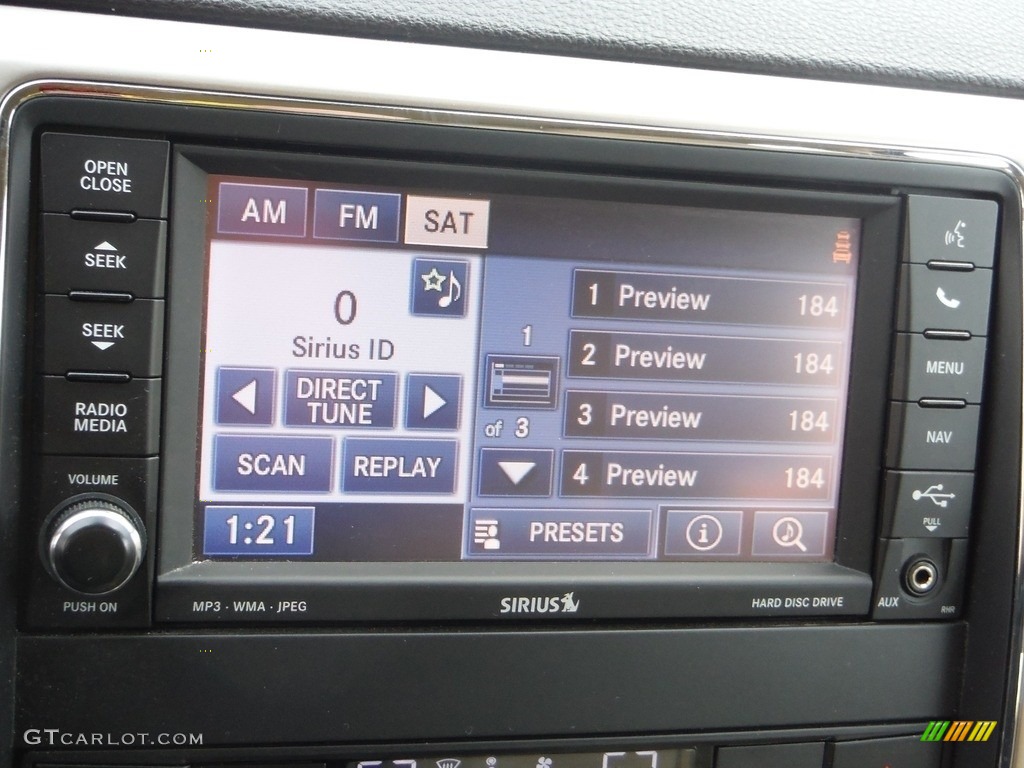 OPEN
CLOSE
SEEK
SEEK
RADIO
MEDIA
VOLUME
PUSH ON
AM FM SAT
0
Sirius ID
DIRECT
TUNE
SCAN REPLAY
1:21
1
of 3
1 Preview 184
2 Preview 184
3 Preview 184
4 Preview 184
PRESETS
i
MENU
NAV
PULL
AUX
RHR
MP3 · WMA · JPEG
SIRIUS
HARD DISC DRIVE
GTCARLOT.COM